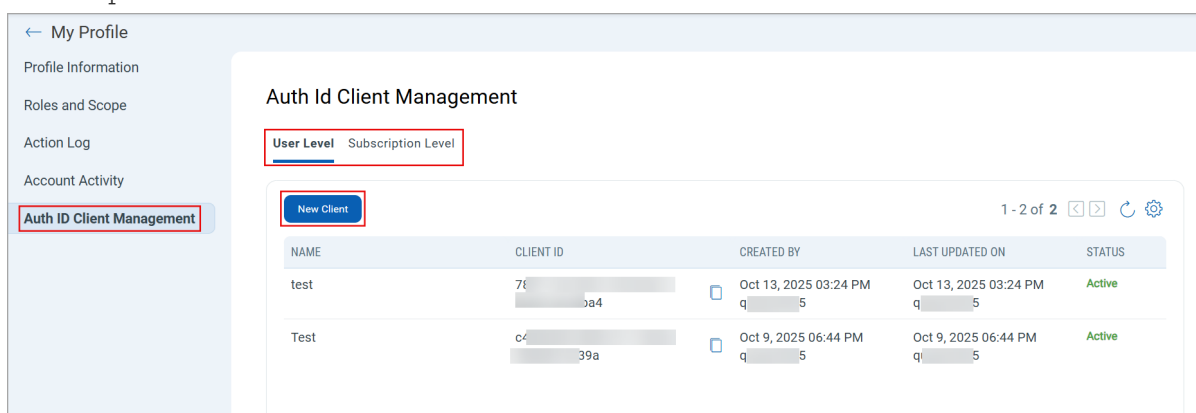 ← My Profile
Profile Information
Roles and Scope
Action Log
Account Activity
Auth ID Client Management
Auth Id Client Management
User Level Subscription Level
New Client
1 - 2 of 2
NAME CLIENT ID CREATED BY LAST UPDATED ON STATUS
test 78 Oct 13, 2025 03:24 PM Oct 13, 2025 03:24 PM Active
ba4 q 5 q 5
Test c4 Oct 9, 2025 06:44 PM Oct 9, 2025 06:44 PM Active
39a q 5 q 5